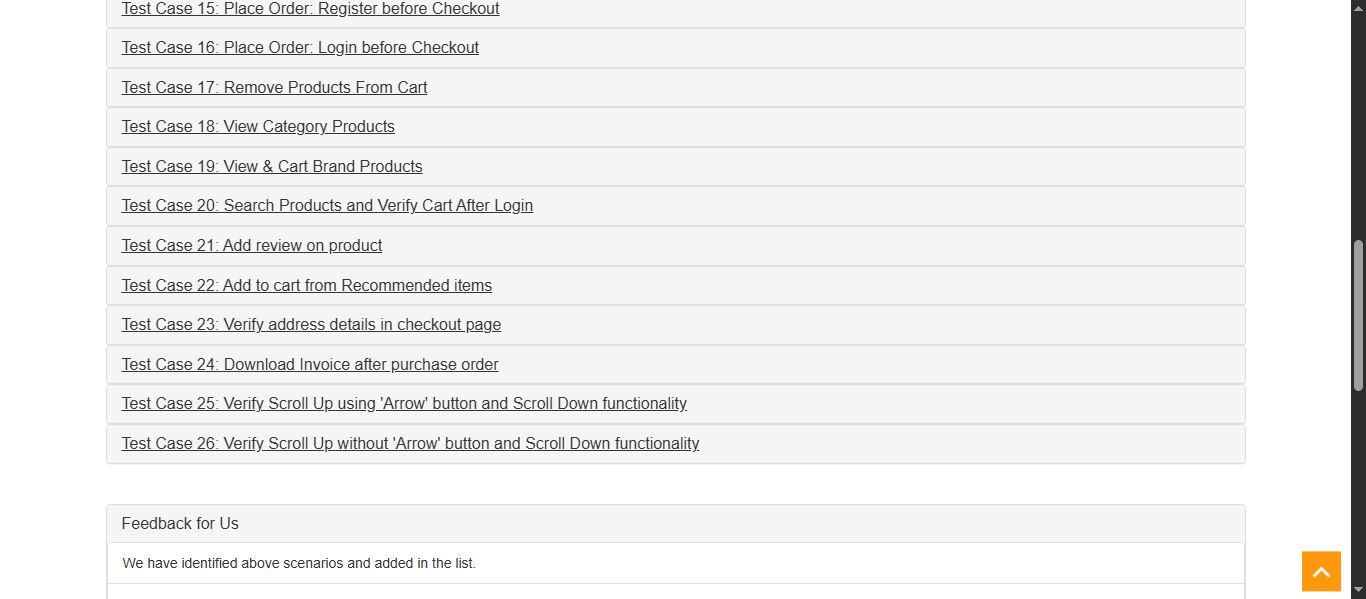 Test Case 15: Place Order: Register before Checkout
Test Case 16: Place Order: Login before Checkout
Test Case 17: Remove Products From Cart
Test Case 18: View Category Products
Test Case 19: View & Cart Brand Products
Test Case 20: Search Products and Verify Cart After Login
Test Case 21: Add review on product
Test Case 22: Add to cart from Recommended items
Test Case 23: Verify address details in checkout page
Test Case 24: Download Invoice after purchase order
Test Case 25: Verify Scroll Up using 'Arrow' button and Scroll Down functionality
Test Case 26: Verify Scroll Up without 'Arrow' button and Scroll Down functionality
Feedback for Us
We have identified above scenarios and added in the list.